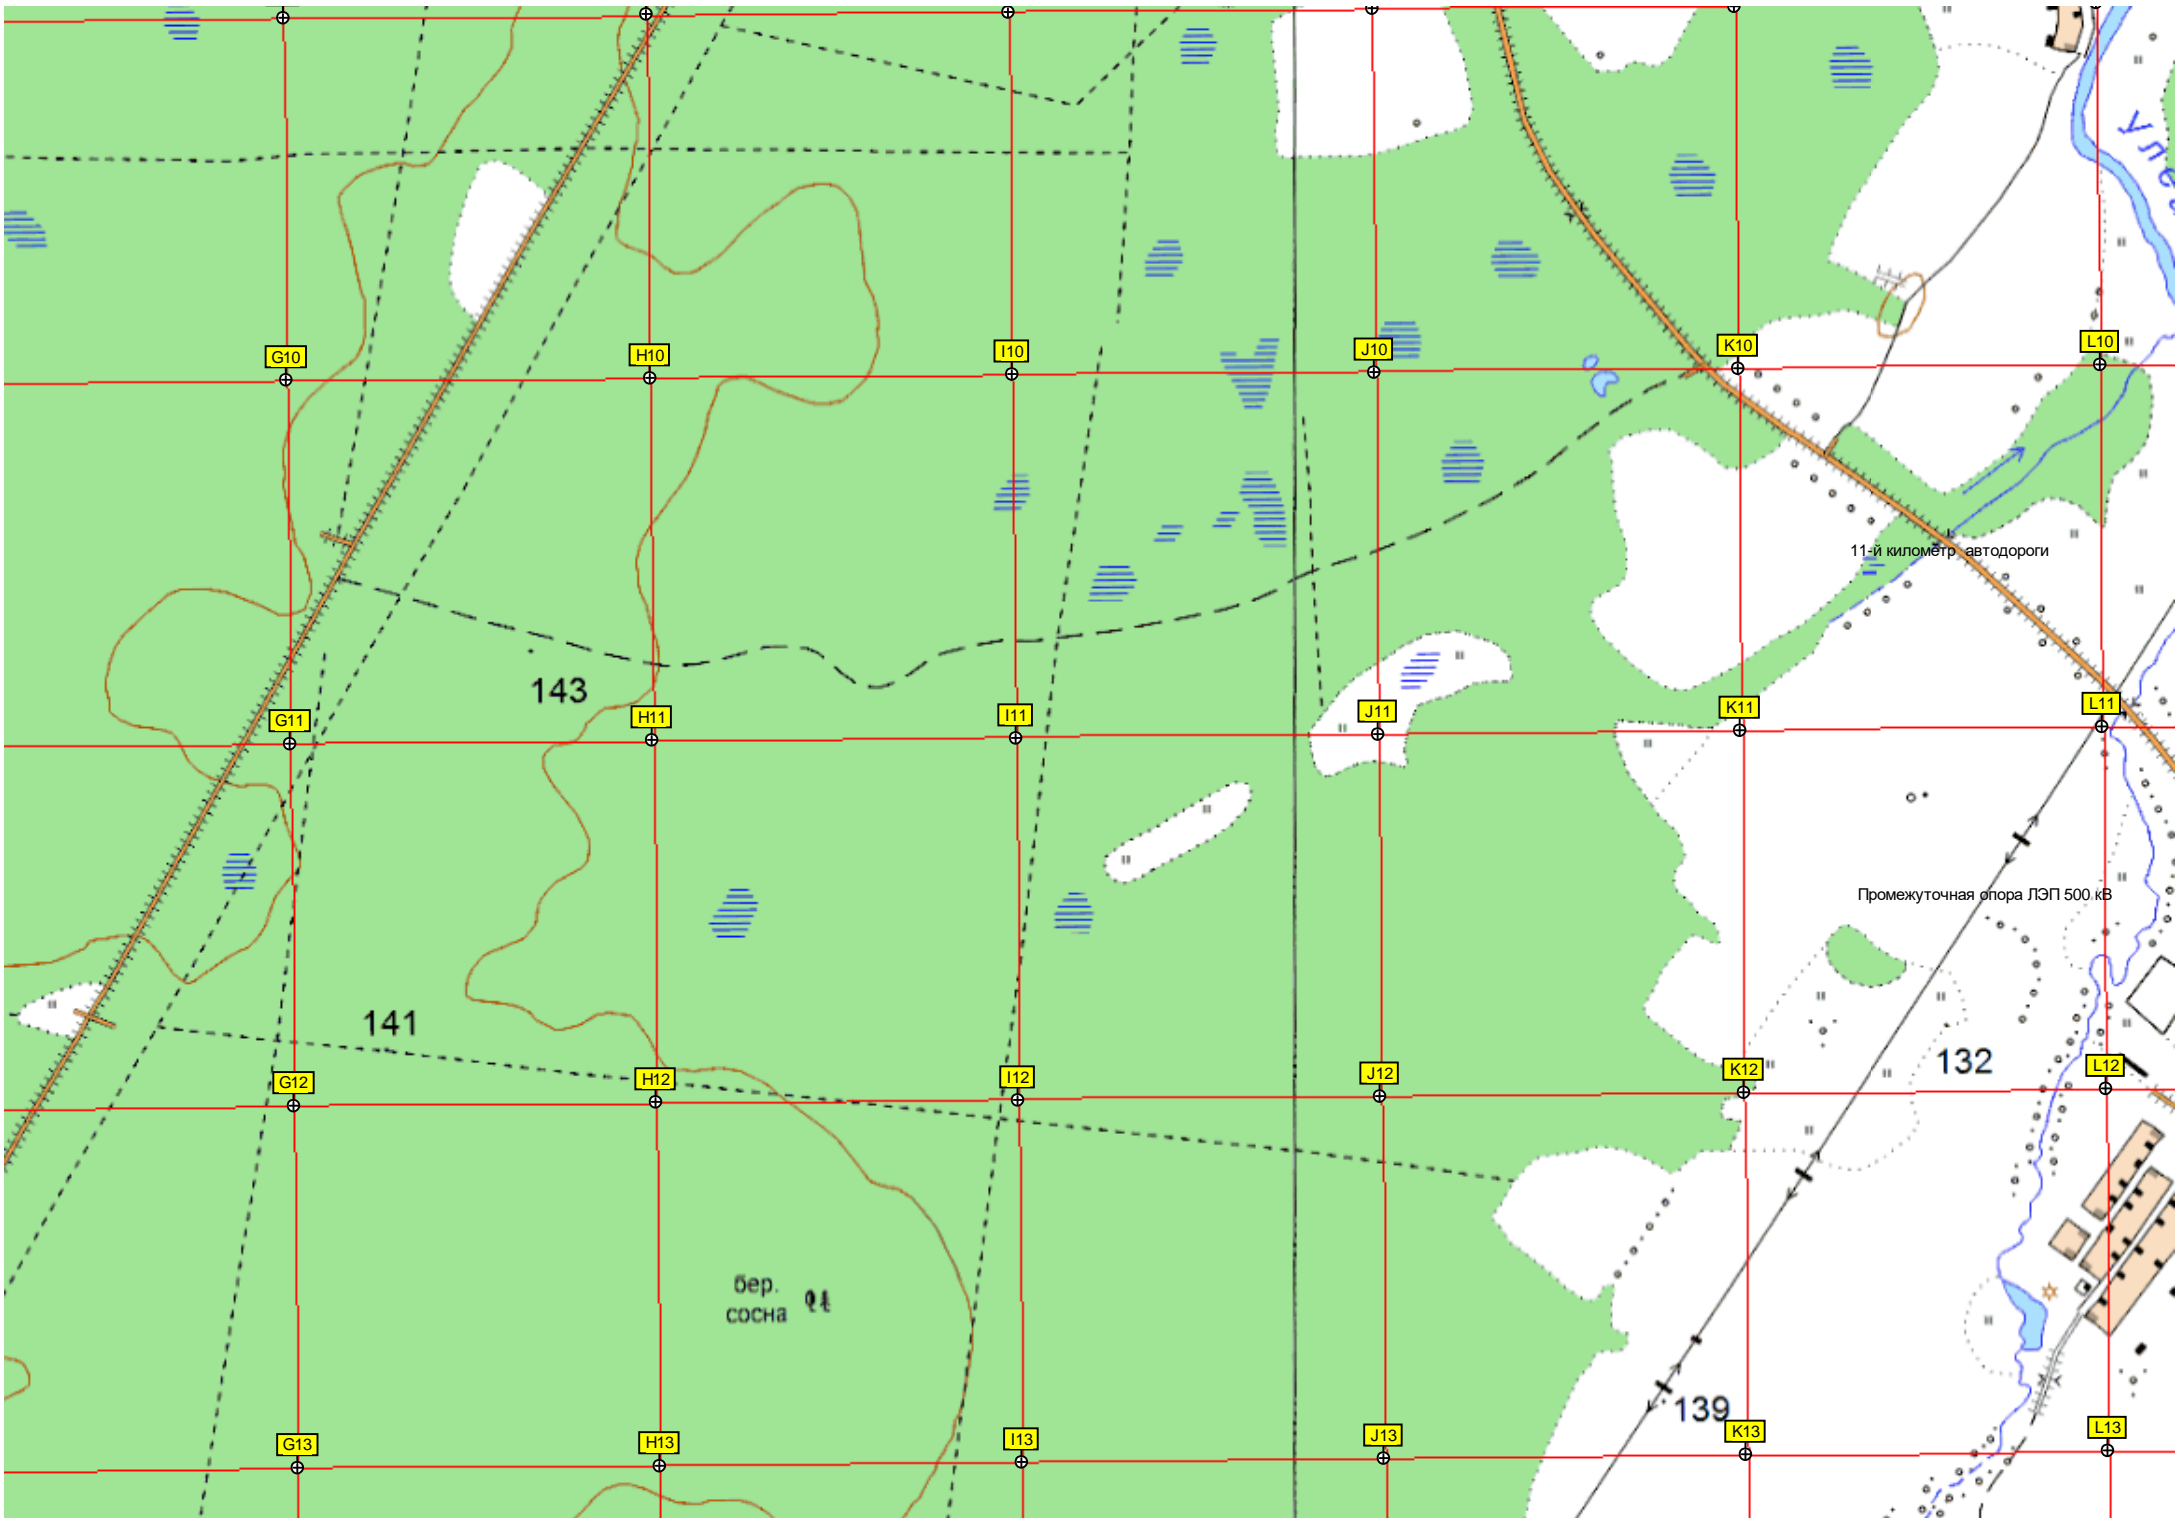 Уле
G10
H10
I10
J10
K10
L10
11-й километр автодороги
143
G11
H11
I11
J11
K11
L11
Промежуточная опора ЛЭП 500 кВ
141
132
G12
H12
I12
J12
K12
L12
бер.
сосна
139
G13
H13
I13
J13
K13
L13